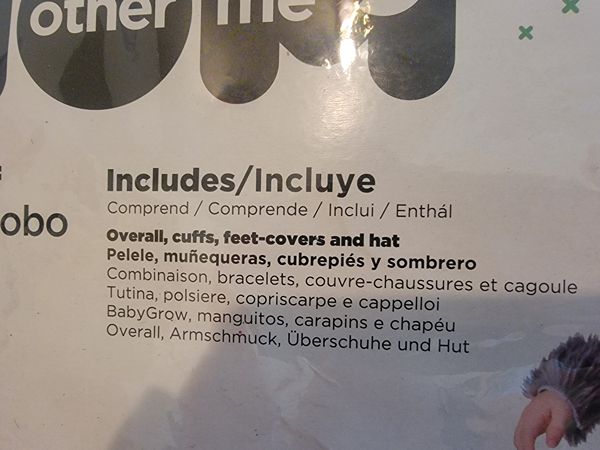 other me
Includes/Incluye
Comprend / Comprende / Inclui / Enthál
obo
Overall, cuffs, feet-covers and hat
Pelele, muñequeras, cubrepiés y sombrero
Combinaison, bracelets, couvre-chaussures et cagoule
Tutina, polsiere, copriscarpe e cappelloi
BabyGrow, manguitos, carapins e chapéu
Overall, Armschmuck, Überschuhe und Hut